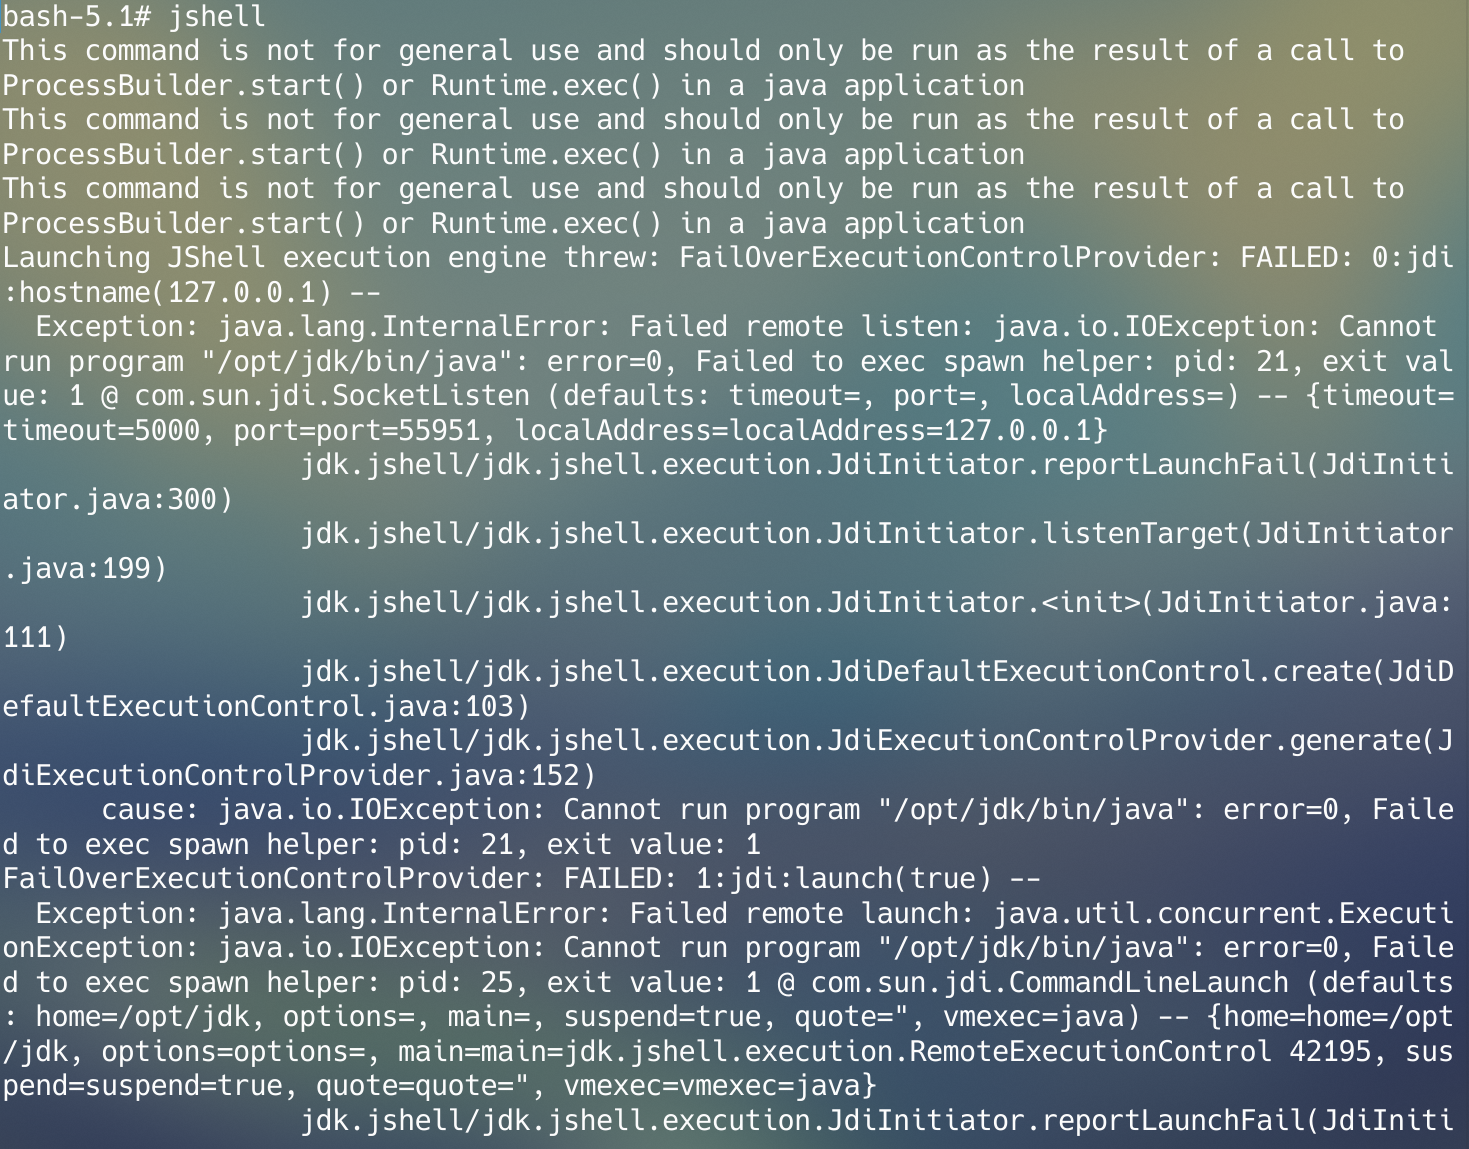 bash-5.1# jshell
This command is not for general use and should only be run as the result of a call to
ProcessBuilder.start() or Runtime.exec() in a java application
This command is not for general use and should only be run as the result of a call to
ProcessBuilder.start() or Runtime.exec() in a java application
This command is not for general use and should only be run as the result of a call to
ProcessBuilder.start() or Runtime.exec() in a java application
Launching JShell execution engine threw: FailOverExecutionControlProvider: FAILED: 0:jdi
:hostname(127.0.0.1) --
  Exception: java.lang.InternalError: Failed remote listen: java.io.IOException: Cannot
run program "/opt/jdk/bin/java": error=0, Failed to exec spawn helper: pid: 21, exit val
ue: 1 @ com.sun.jdi.SocketListen (defaults: timeout=, port=, localAddress=) -- {timeout=
timeout=5000, port=port=55951, localAddress=localAddress=127.0.0.1}
                  jdk.jshell/jdk.jshell.execution.JdiInitiator.reportLaunchFail(JdiIniti
ator.java:300)
                  jdk.jshell/jdk.jshell.execution.JdiInitiator.listenTarget(JdiInitiator
.java:199)
                  jdk.jshell/jdk.jshell.execution.JdiInitiator.<init>(JdiInitiator.java:
111)
                  jdk.jshell/jdk.jshell.execution.JdiDefaultExecutionControl.create(JdiD
efaultExecutionControl.java:103)
                  jdk.jshell/jdk.jshell.execution.JdiExecutionControlProvider.generate(J
diExecutionControlProvider.java:152)
      cause: java.io.IOException: Cannot run program "/opt/jdk/bin/java": error=0, Faile
d to exec spawn helper: pid: 21, exit value: 1
FailOverExecutionControlProvider: FAILED: 1:jdi:launch(true) --
  Exception: java.lang.InternalError: Failed remote launch: java.util.concurrent.Executi
onException: java.io.IOException: Cannot run program "/opt/jdk/bin/java": error=0, Faile
d to exec spawn helper: pid: 25, exit value: 1 @ com.sun.jdi.CommandLineLaunch (defaults
: home=/opt/jdk, options=, main=, suspend=true, quote=", vmexec=java) -- {home=home=/opt
/jdk, options=options=, main=main=jdk.jshell.execution.RemoteExecutionControl 42195, sus
pend=suspend=true, quote=quote=", vmexec=vmexec=java}
                  jdk.jshell/jdk.jshell.execution.JdiInitiator.reportLaunchFail(JdiIniti